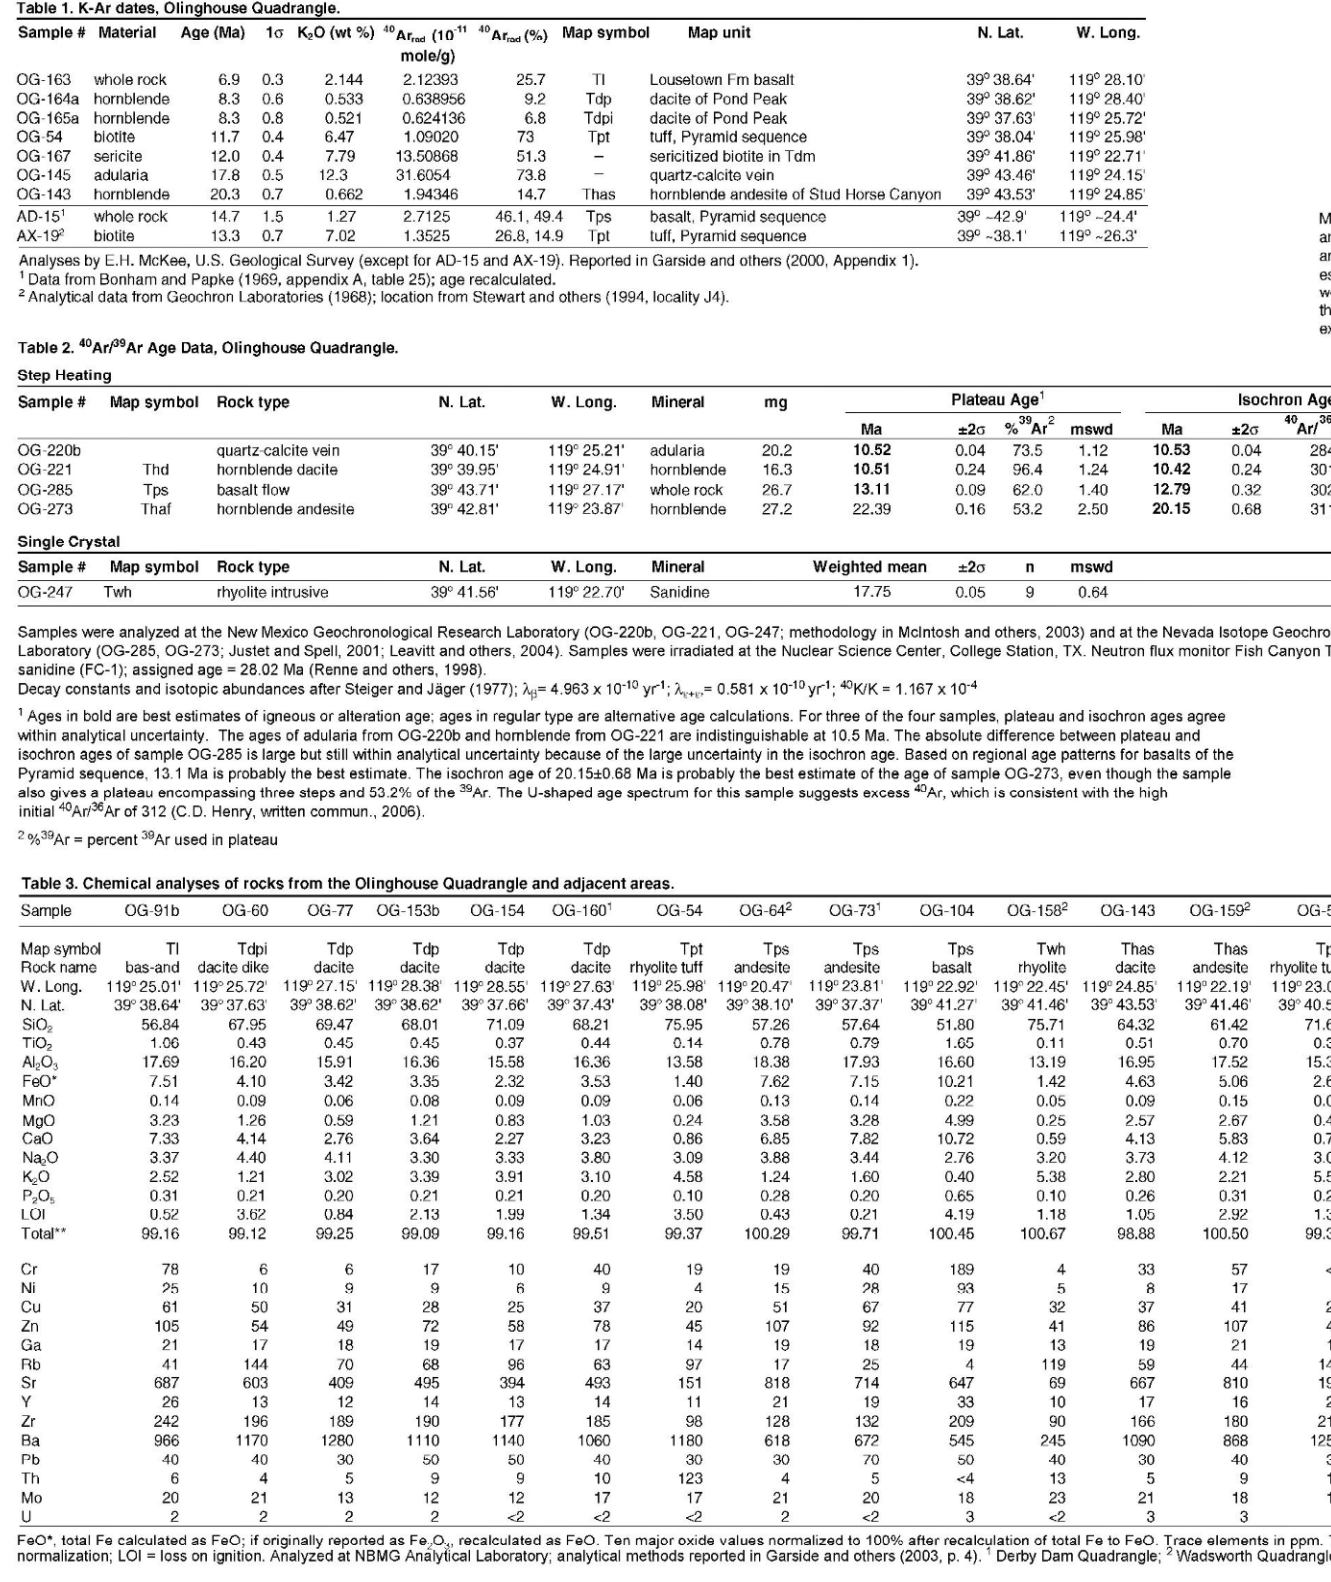 Table 1. K-Ar dates, Olinghouse Quadrangle.
Sample # Material Age (Ma) 1σ K₂O (wt %) ⁴⁰Ar_rad (10⁻¹¹ mole/g) ⁴⁰Ar_rad (%) Map symbol Map unit N. Lat. W. Long.
OG-163 whole rock 6.9 0.3 2.144 2.12393 25.7 Tl Lousetown Fm basalt 39° 38.64' 119° 28.10'
OG-164a hornblende 8.3 0.6 0.533 0.638956 9.2 Tdp dacite of Pond Peak 39° 38.62' 119° 28.40'
OG-165a hornblende 8.3 0.8 0.521 0.624136 6.8 Tdpi dacite of Pond Peak 39° 37.63' 119° 25.72'
OG-54 biotite 11.7 0.4 6.47 1.09020 73 Tpt tuff, Pyramid sequence 39° 38.04' 119° 25.98'
OG-167 sericite 12.0 0.4 7.79 13.50868 51.3 – sericitized biotite in Tdm 39° 41.86' 119° 22.71'
OG-145 adularia 17.8 0.5 12.3 31.6054 73.8 – quartz-calcite vein 39° 43.46' 119° 24.15'
OG-143 hornblende 20.3 0.7 0.662 1.94346 14.7 Thas hornblende andesite of Stud Horse Canyon 39° 43.53' 119° 24.85'
AD-15¹ whole rock 14.7 1.5 1.27 2.7125 46.1, 49.4 Tps basalt, Pyramid sequence 39° ~42.9' 119° ~24.4'
AX-19² biotite 13.3 0.7 7.02 1.3525 26.8, 14.9 Tpt tuff, Pyramid sequence 39° ~38.1' 119° ~26.3'
Analyses by E.H. McKee, U.S. Geological Survey (except for AD-15 and AX-19). Reported in Garside and others (2000, Appendix 1).
¹ Data from Bonham and Papke (1969, appendix A, table 25); age recalculated.
² Analytical data from Geochron Laboratories (1968); location from Stewart and others (1994, locality J4).
Table 2. ⁴⁰Ar/³⁹Ar Age Data, Olinghouse Quadrangle.
Step Heating
Sample # Map symbol Rock type N. Lat. W. Long. Mineral mg Plateau Age¹ Isochron Age
Ma ±2σ %³⁹Ar² mswd Ma ±2σ ⁴⁰Ar/³⁶
OG-220b quartz-calcite vein 39° 40.15' 119° 25.21' adularia 20.2 10.52 0.04 73.5 1.12 10.53 0.04 284
OG-221 Thd hornblende dacite 39° 39.95' 119° 24.91' hornblende 16.3 10.51 0.24 96.4 1.24 10.42 0.24 301
OG-285 Tps basalt flow 39° 43.71' 119° 27.17' whole rock 26.7 13.11 0.09 62.0 1.40 12.79 0.32 302
OG-273 Thaf hornblende andesite 39° 42.81' 119° 23.87' hornblende 27.2 22.39 0.16 53.2 2.50 20.15 0.68 311
Single Crystal
Sample # Map symbol Rock type N. Lat. W. Long. Mineral Weighted mean ±2σ n mswd
OG-247 Twh rhyolite intrusive 39° 41.56' 119° 22.70' Sanidine 17.75 0.05 9 0.64
Samples were analyzed at the New Mexico Geochronological Research Laboratory (OG-220b, OG-221, OG-247; methodology in McIntosh and others, 2003) and at the Nevada Isotope Geochro
Laboratory (OG-285, OG-273; Justet and Spell, 2001; Leavitt and others, 2004). Samples were irradiated at the Nuclear Science Center, College Station, TX. Neutron flux monitor Fish Canyon T
sanidine (FC-1); assigned age = 28.02 Ma (Renne and others, 1998).
Decay constants and isotopic abundances after Steiger and Jäger (1977); λβ= 4.963 x 10⁻¹⁰ yr⁻¹; = 0.581 x 10⁻¹⁰ yr⁻¹; ⁴⁰K/K = 1.167 x 10⁻⁴
¹ Ages in bold are best estimates of igneous or alteration age; ages in regular type are alternative age calculations. For three of the four samples, plateau and isochron ages agree
within analytical uncertainty. The ages of adularia from OG-220b and hornblende from OG-221 are indistinguishable at 10.5 Ma. The absolute difference between plateau and
isochron ages of sample OG-285 is large but still within analytical uncertainty because of the large uncertainty in the isochron age. Based on regional age patterns for basalts of the
Pyramid sequence, 13.1 Ma is probably the best estimate. The isochron age of 20.15±0.68 Ma is probably the best estimate of the age of sample OG-273, even though the sample
also gives a plateau encompassing three steps and 53.2% of the ³⁹Ar. The U-shaped age spectrum for this sample suggests excess ⁴⁰Ar, which is consistent with the high
initial ⁴⁰Ar/³⁶Ar of 312 (C.D. Henry, written commun., 2006).
² %³⁹Ar = percent ³⁹Ar used in plateau
Table 3. Chemical analyses of rocks from the Olinghouse Quadrangle and adjacent areas.
Sample OG-91b OG-60 OG-77 OG-153b OG-154 OG-160¹ OG-54 OG-64² OG-73¹ OG-104 OG-158² OG-143 OG-159² OG-5
Map symbol Tl Tdpi Tdp Tdp Tdp Tdp Tpt Tps Tps Tps Twh Thas Thas Tp
Rock name bas-and dacite dike dacite dacite dacite dacite rhyolite tuff andesite andesite basalt rhyolite dacite andesite rhyolite tu
W. Long. 119° 25.01' 119° 25.72' 119° 27.15' 119° 28.38' 119° 28.55' 119° 27.63' 119° 25.98' 119° 20.47' 119° 23.81' 119° 22.92' 119° 22.45' 119° 24.85' 119° 22.19' 119° 23.0
N. Lat. 39° 38.64' 39° 37.63' 39° 38.62' 39° 38.62' 39° 37.66' 39° 37.43' 39° 38.08' 39° 38.10' 39° 37.37' 39° 41.27' 39° 41.46' 39° 43.53' 39° 41.46' 39° 40.5
SiO₂ 56.84 67.95 69.47 68.01 71.09 68.21 75.95 57.26 57.64 51.80 75.71 64.32 61.42 71.6
TiO₂ 1.06 0.43 0.45 0.45 0.37 0.44 0.14 0.78 0.79 1.65 0.11 0.51 0.70 0.3
Al₂O₃ 17.69 16.20 15.91 16.36 15.58 16.36 13.58 18.38 17.93 16.60 13.19 16.95 17.52 15.3
FeO* 7.51 4.10 3.42 3.35 2.32 3.53 1.40 7.62 7.15 10.21 1.42 4.63 5.06 2.6
MnO 0.14 0.09 0.06 0.08 0.09 0.09 0.06 0.13 0.14 0.22 0.05 0.09 0.15 0.0
MgO 3.23 1.26 0.59 1.21 0.83 1.03 0.24 3.58 3.28 4.99 0.25 2.57 2.67 0.4
CaO 7.33 4.14 2.76 3.64 2.27 3.23 0.86 6.85 7.82 10.72 0.59 4.13 5.83 0.7
Na₂O 3.37 4.40 4.11 3.30 3.33 3.80 3.09 3.88 3.44 2.76 3.20 3.73 4.12 3.0
K₂O 2.52 1.21 3.02 3.39 3.91 3.10 4.58 1.24 1.60 0.40 5.38 2.80 2.21 5.5
P₂O₅ 0.31 0.21 0.20 0.21 0.21 0.20 0.10 0.28 0.20 0.65 0.10 0.26 0.31 0.2
LOI 0.52 3.62 0.84 2.13 1.99 1.34 3.50 0.43 0.21 4.19 1.18 1.05 2.92 1.3
Total** 99.16 99.12 99.25 99.09 99.16 99.51 99.37 100.29 99.71 100.45 100.67 98.88 100.50 99.3
Cr 78 6 6 17 10 40 19 19 40 189 4 33 57 <
Ni 25 10 9 9 6 9 4 15 28 93 5 8 17
Cu 61 50 31 28 25 37 20 51 67 77 32 37 41 2
Zn 105 54 49 72 58 78 45 107 92 115 41 86 107 4
Ga 21 17 18 19 17 17 14 19 18 19 13 19 21 1
Rb 41 144 70 68 96 63 97 17 25 4 119 59 44 14
Sr 687 603 409 495 394 493 151 818 714 647 69 667 810 19
Y 26 13 12 14 13 14 11 21 19 33 10 17 16 2
Zr 242 196 189 190 177 185 98 128 132 209 90 166 180 21
Ba 966 1170 1280 1110 1140 1060 1180 618 672 545 245 1090 868 125
Pb 40 40 30 50 50 40 30 30 70 50 40 30 40 3
Th 6 4 5 9 9 10 123 4 5 <4 13 5 9 1
Mo 20 21 13 12 12 17 17 21 20 18 23 21 18 1
U 2 2 2 2 <2 <2 <2 2 <2 3 <2 3 3
FeO*, total Fe calculated as FeO; if originally reported as Fe₂O₃, recalculated as FeO. Ten major oxide values normalized to 100% after recalculation of total Fe to FeO. Trace elements in ppm.
normalization; LOI = loss on ignition. Analyzed at NBMG Analytical Laboratory; analytical methods reported in Garside and others (2003, p. 4). ¹ Derby Dam Quadrangle; ² Wadsworth Quadrangle